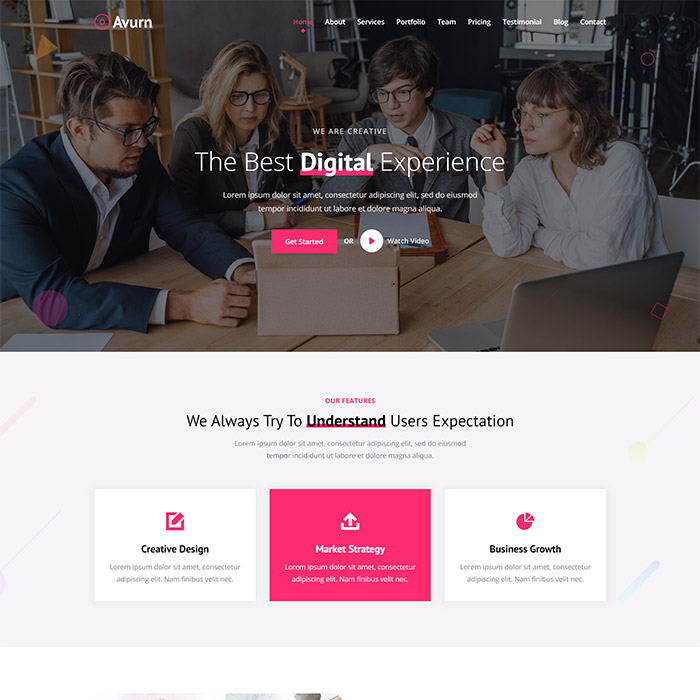 Avurn
Home About Services Portfolio Team Pricing Testimonial Blog Contact
WE ARE CREATIVE
The Best Digital Experience
Lorem ipsum dolor sit amet, consectetur adipiscing elit, sed do eiusmod
tempor incididunt ut labore et dolore magna aliqua.
Get Started OR Watch Video
OUR FEATURES
We Always Try To Understand Users Expectation
Lorem ipsum dolor sit amet, consectetur adipiscing elit, sed do eiusmod
tempor incididunt ut labore et dolore magna aliqua.
Creative Design
Lorem ipsum dolor sit amet, consectetur
adipiscing elit. Nam finibus velit nec.
Market Strategy
Lorem ipsum dolor sit amet, consectetur
adipiscing elit. Nam finibus velit nec.
Business Growth
Lorem ipsum dolor sit amet, consectetur
adipiscing elit. Nam finibus velit nec.